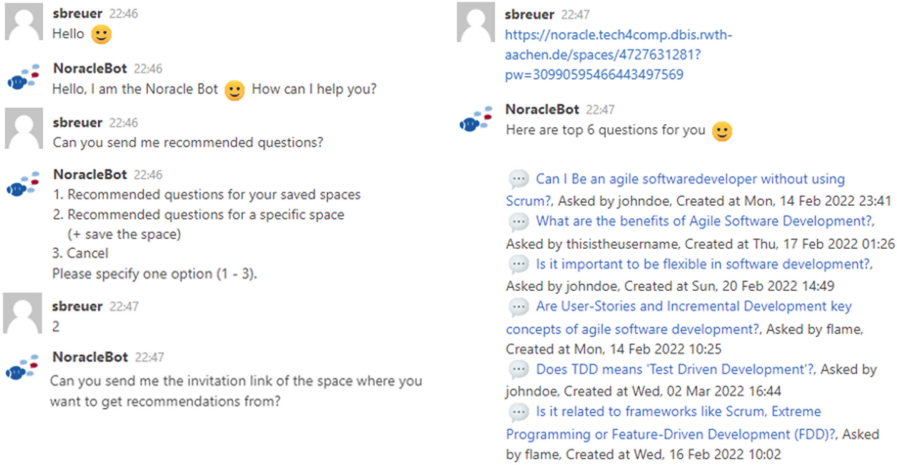 sbreuer 22:46
Hello
NoracleBot 22:46
Hello, I am the Noracle Bot How can I help you?
sbreuer 22:46
Can you send me recommended questions?
NoracleBot 22:46
1. Recommended questions for your saved spaces
2. Recommended questions for a specific space
(+ save the space)
3. Cancel
Please specify one option (1 - 3).
sbreuer 22:47
2
NoracleBot 22:47
Can you send me the invitation link of the space where you
want to get recommendations from?
sbreuer 22:47
https://noracle.tech4comp.dbis.rwth-
aachen.de/spaces/4727631281?
pw=30990595466443497569
NoracleBot 22:47
Here are top 6 questions for you
Can I Be an agile softwaredeveloper without using
Scrum?, Asked by johndoe, Created at Mon, 14 Feb 2022 23:41
What are the benefits of Agile Software Development?,
Asked by thisistheusername, Created at Thu, 17 Feb 2022 01:26
Is it important to be flexible in software development?,
Asked by johndoe, Created at Sun, 20 Feb 2022 14:49
Are User-Stories and Incremental Development key
concepts of agile software development?, Asked by flame,
Created at Mon, 14 Feb 2022 10:25
Does TDD means 'Test Driven Development'?, Asked by
johndoe, Created at Wed, 02 Mar 2022 16:44
Is it related to frameworks like Scrum, Extreme
Programming or Feature-Driven Development (FDD)?, Asked
by flame, Created at Wed, 16 Feb 2022 10:02